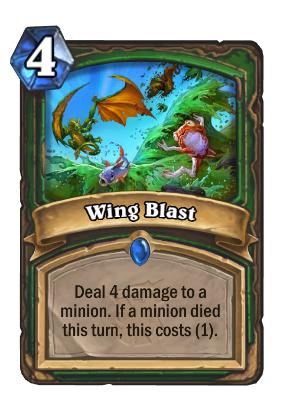 4
Wing Blast
Deal 4 damage to a
minion. If a minion died
this turn, this costs (1).